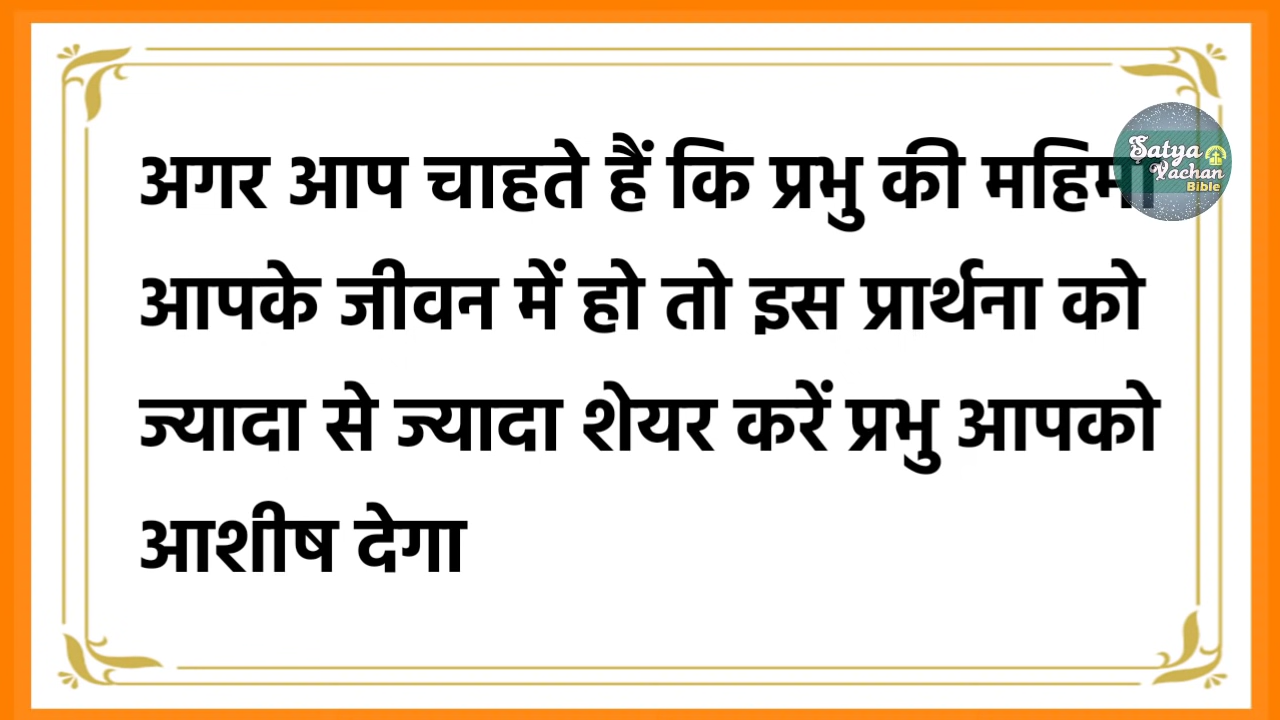 अगर आप चाहते हैं कि प्रभु की महिमा
आपके जीवन में हो तो इस प्रार्थना को
ज्यादा से ज्यादा शेयर करें प्रभु आपको
आशीष देगा
Satya
Vachan
Bible